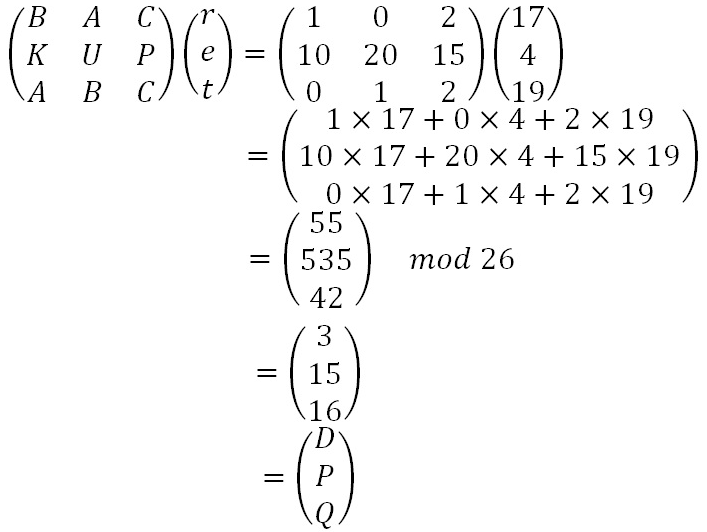 (B A C; K U P; A B C)(r; e; t) = (1 0 2; 10 20 15; 0 1 2)(17; 4; 19)
= (1 × 17 + 0 × 4 + 2 × 19; 10 × 17 + 20 × 4 + 15 × 19; 0 × 17 + 1 × 4 + 2 × 19)
= (55; 535; 42) mod 26
= (3; 15; 16)
= (D; P; Q)